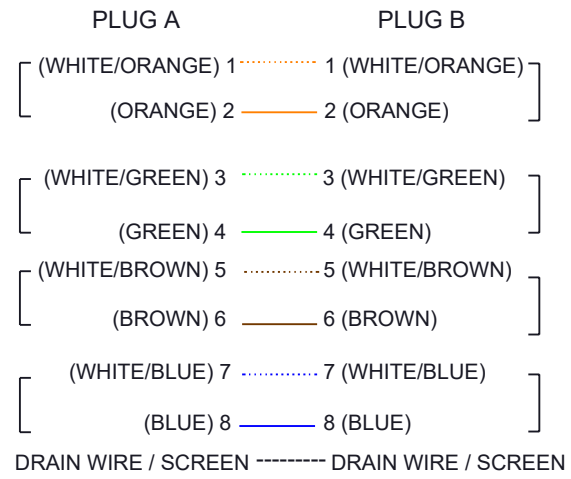 PLUG A PLUG B
(WHITE/ORANGE) 1 1 (WHITE/ORANGE)
(ORANGE) 2 2 (ORANGE)
(WHITE/GREEN) 3 3 (WHITE/GREEN)
(GREEN) 4 4 (GREEN)
(WHITE/BROWN) 5 5 (WHITE/BROWN)
(BROWN) 6 6 (BROWN)
(WHITE/BLUE) 7 7 (WHITE/BLUE)
(BLUE) 8 8 (BLUE)
DRAIN WIRE / SCREEN DRAIN WIRE / SCREEN